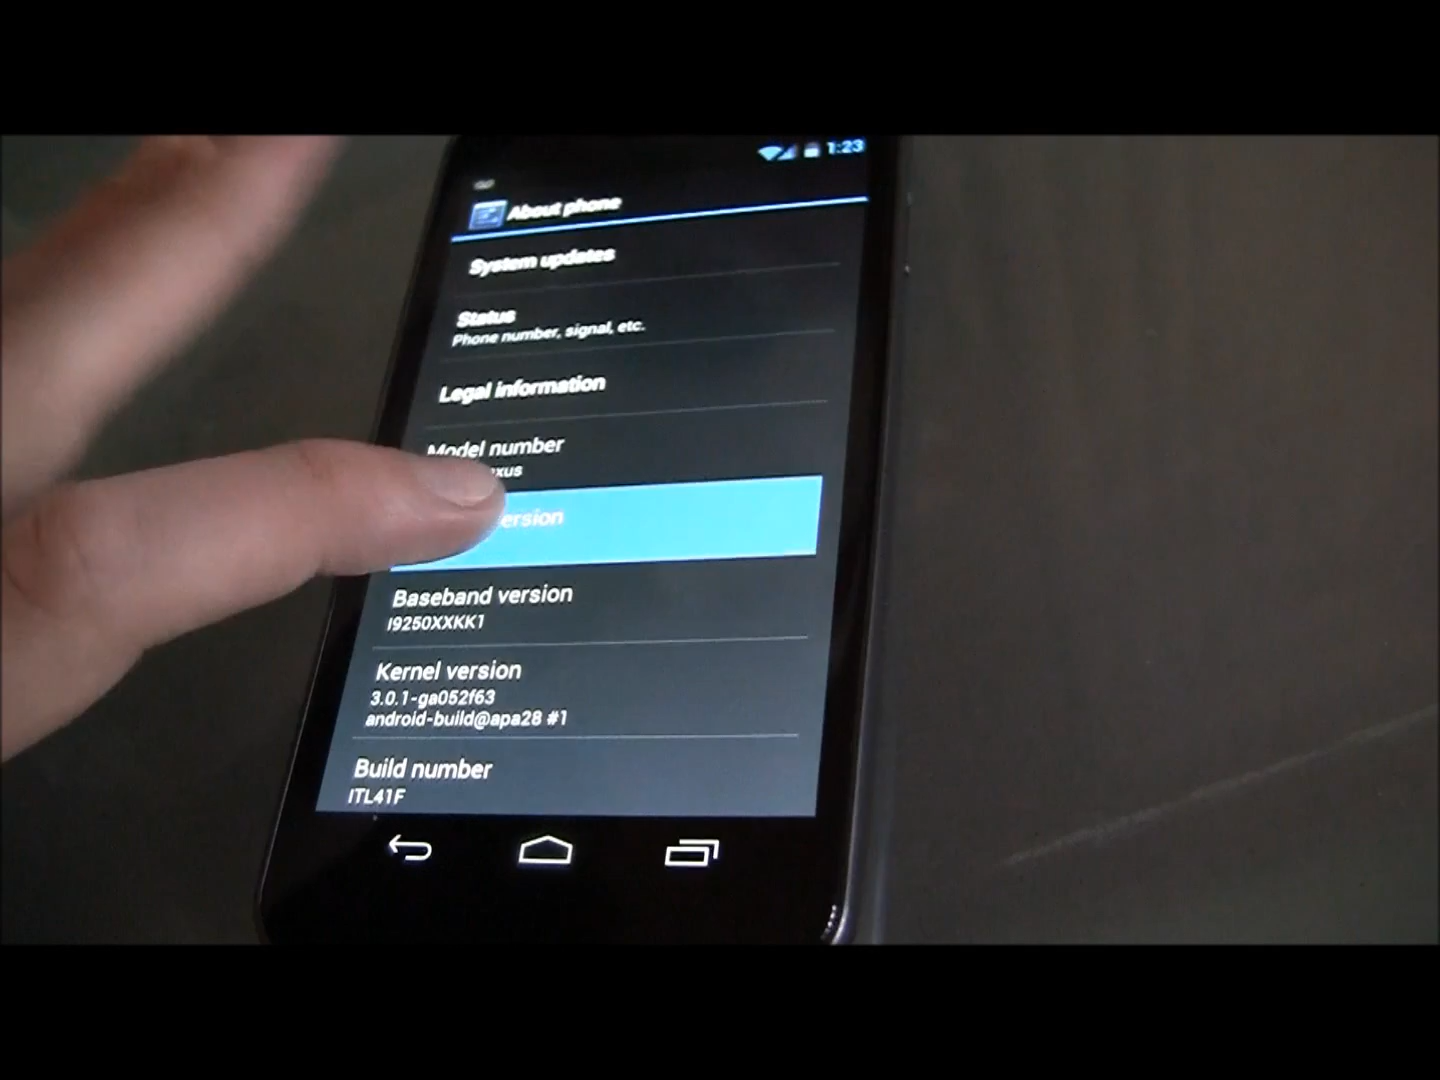 1:23
About phone
System updates
Status
Phone number, signal, etc.
Legal information
Model number
xus
ersion
Baseband version
I9250XXKK1
Kernel version
3.0.1-ga052f63
android-build@apa28 #1
Build number
ITL41F